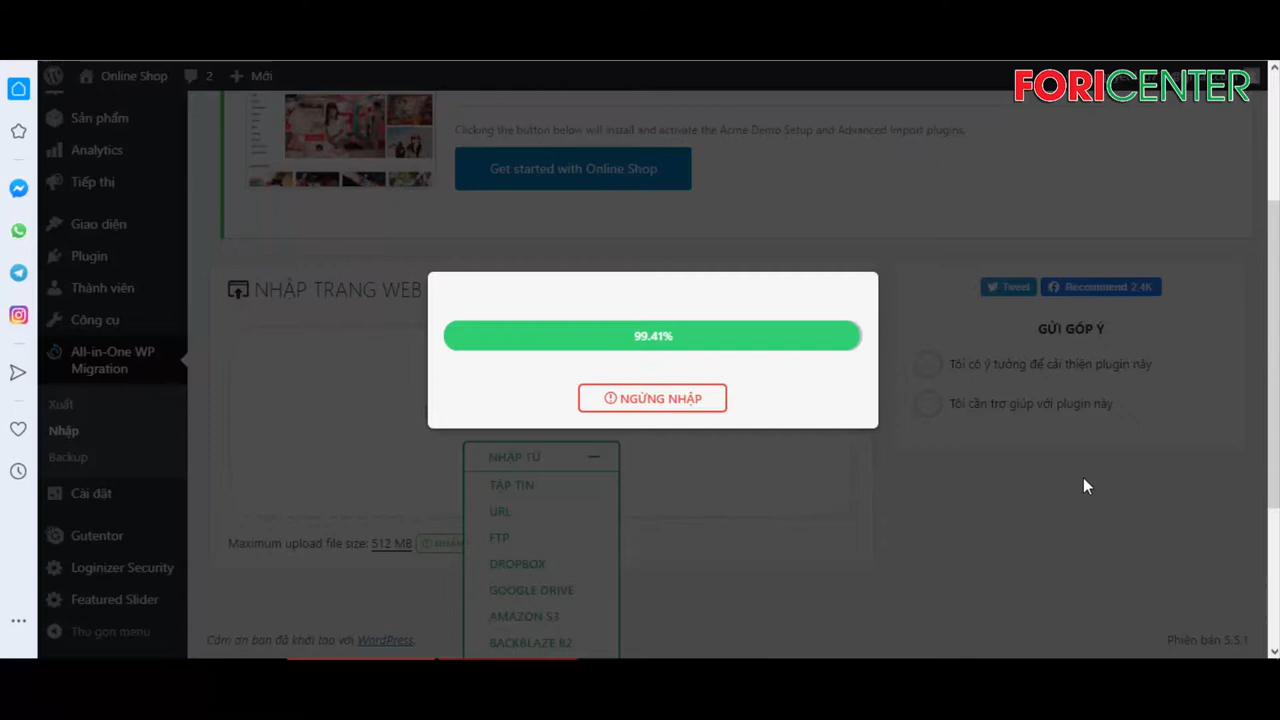 FORICENTER
Online Shop
2
Mới
Sản phẩm
Analytics
Tiếp thị
Giao diện
Plugin
Thành viên
Công cụ
All-in-One WP
Migration
Xuất
Nhập
Backup
Cài đặt
Gutentor
Loginizer Security
Featured Slider
Thu gọn menu
Clicking the button below will install and activate the Acme Demo Setup and Advanced Import plugins.
Get started with Online Shop
NHẬP TRANG WEB
99.41%
NGỪNG NHẬP
NHẬP TỪ
TẬP TIN
URL
FTP
DROPBOX
GOOGLE DRIVE
AMAZON S3
BACKBLAZE B2
Maximum upload file size: 512 MB
Tweet
Recommend 2,4K
GỬI GÓP Ý
Tôi có ý tưởng để cải thiện plugin này
Tôi cần trợ giúp với plugin này
Cảm ơn bạn đã khởi tạo với WordPress.
Phiên bản 5.5.1